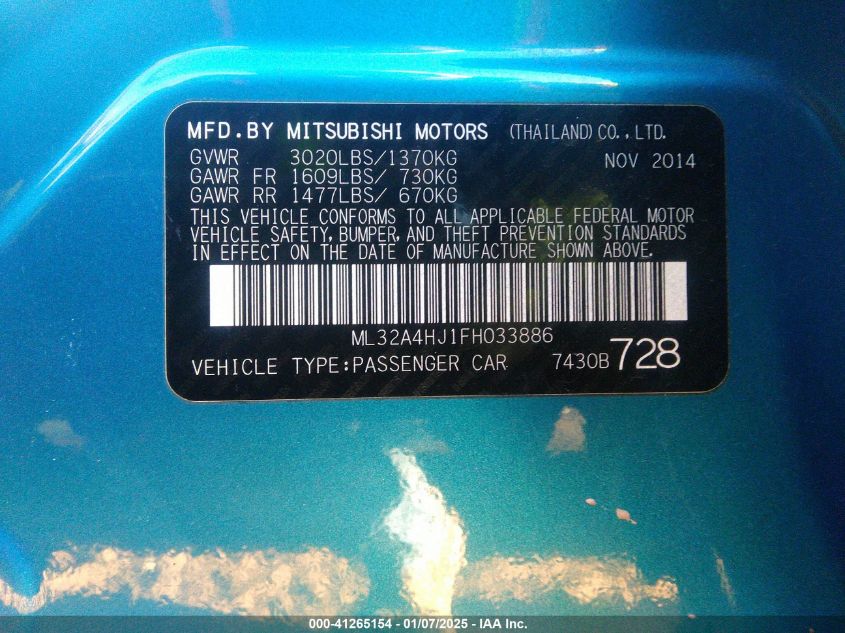 MFD.BY MITSUBISHI MOTORS (THAILAND)CO.,LTD.
GVWR 3020LBS/1370KG NOV 2014
GAWR FR 1609LBS/ 730KG
GAWR RR 1477LBS/ 670KG
THIS VEHICLE CONFORMS TO ALL APPLICABLE FEDERAL MOTOR
VEHICLE SAFETY, BUMPER, AND THEFT PREVENTION STANDARDS
IN EFFECT ON THE DATE OF MANUFACTURE SHOWN ABOVE.
ML32A4HJ1FH033886
VEHICLE TYPE:PASSENGER CAR 7430B 728
000-41265154 - 01/07/2025 - IAA Inc.